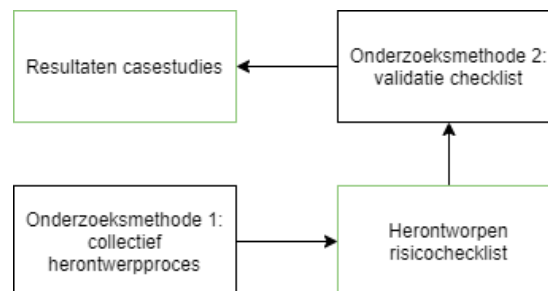 Resultaten casestudies
Onderzoeksmethode 2:
validatie checklist
Onderzoeksmethode 1:
collectief
herontwerpproces
Herontworpen
risicochecklist